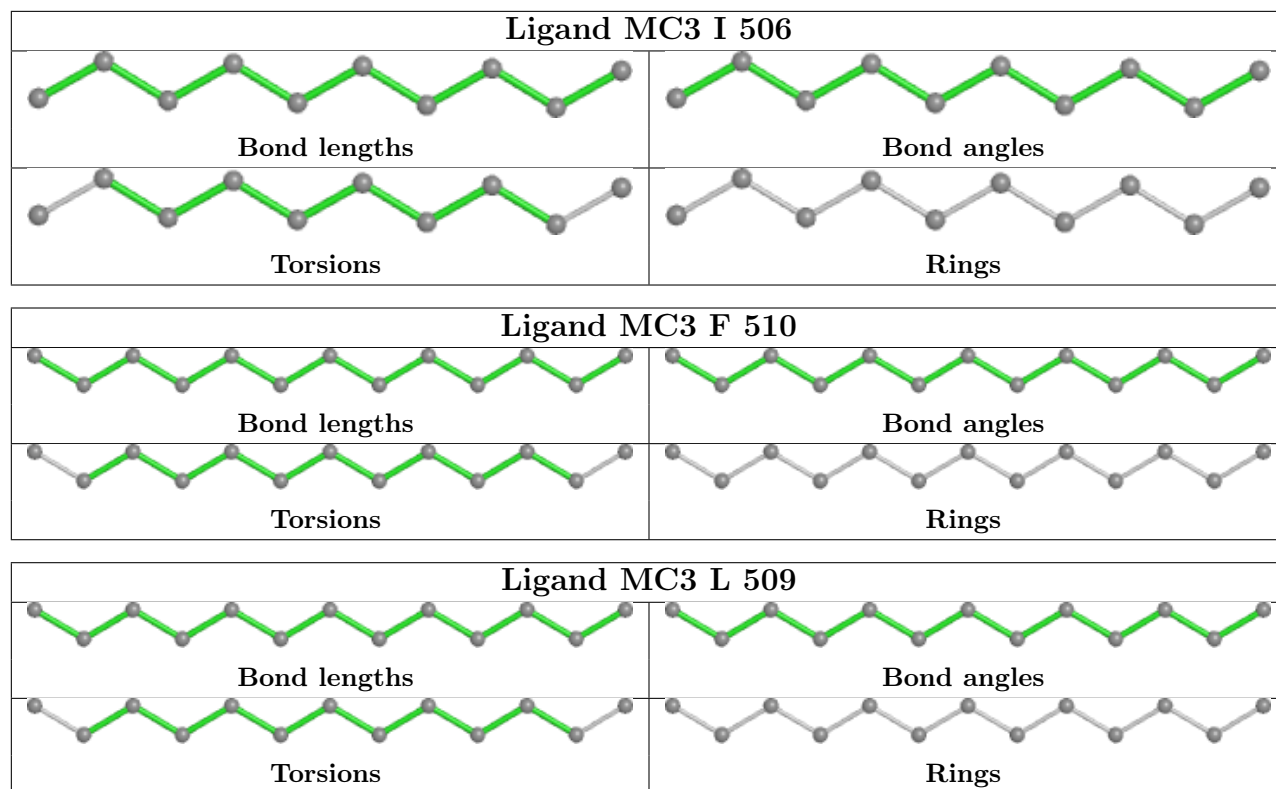 Ligand MC3 I 506
Bond lengths Bond angles
Torsions Rings
Ligand MC3 F 510
Bond lengths Bond angles
Torsions Rings
Ligand MC3 L 509
Bond lengths Bond angles
Torsions Rings